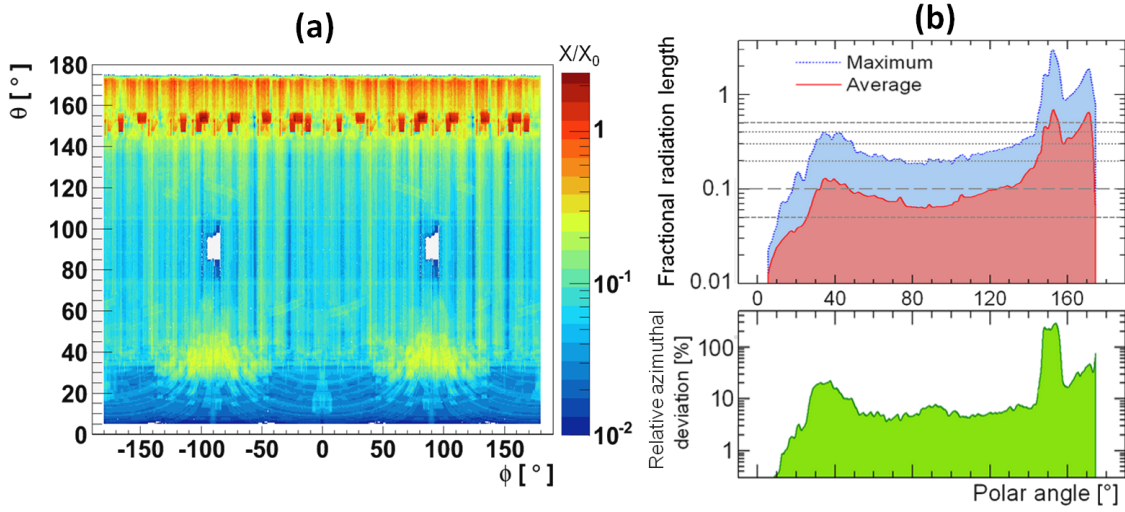 (a)
X/X0
θ [ ° ]
180
160
140
120
100
80
60
40
20
0
-150
-100
-50
0
50
100
150
ϕ [ ° ]
1
10-1
10-2
(b)
Maximum
Average
Fractional radiation length
1
0.1
0.01
0
40
80
120
160
Relative azimuthal
deviation [%]
100
10
1
Polar angle [°]